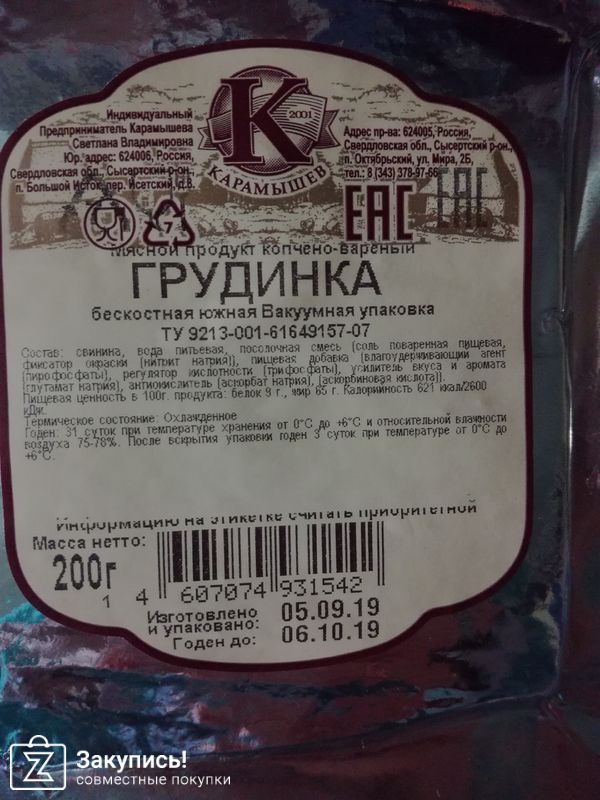 Индивидуальный
Предприниматель Карамышева
Светлана Владимировна
Юр. адрес: 624006, Россия,
Свердловская обл., Сысертский р-он.,
п. Большой Исток, пер. Исетский, д.8.
К
2001
КАРАМЫШЕВ
Адрес пр-ва: 624005, Россия,
Свердловская обл., Сысертский р-он.,
п. Октябрьский, ул. Мира, 2Б,
тел.: 8 (343) 378-97-66
7
EAC
EAC
Мясной продукт копчено-вареный
ГРУДИНКА
бескостная южная Вакуумная упаковка
ТУ 9213-001-61649157-07
Состав: свинина, вода питьевая, посолочная смесь (соль поваренная пищевая,
фиксатор окраски (нитрит натрия)), пищевая добавка (влагоудерживающий агент
(пирофосфаты), регулятор кислотности (трифосфаты), усилитель вкуса и аромата
(глутамат натрия), антиокислитель (аскорбат натрия), (аскорбиновая кислота)).
Пищевая ценность в 100г. продукта: белок 9 г., жир 65 г. Калорийность 621 ккал/2600
кДж.
Термическое состояние: Охлажденное
Годен: 31 суток при температуре хранения от 0°С до +6°С и относительной влажности
воздуха 75-78%. После вскрытия упаковки годен 3 суток при температуре от 0°С до
+6°С.
Информацию на этикетке считать приоритетной
Масса нетто:
200г
1
4 607074 931542
Изготовлено
и упаковано: 05.09.19
Годен до: 06.10.19
Закупись!
совместные покупки